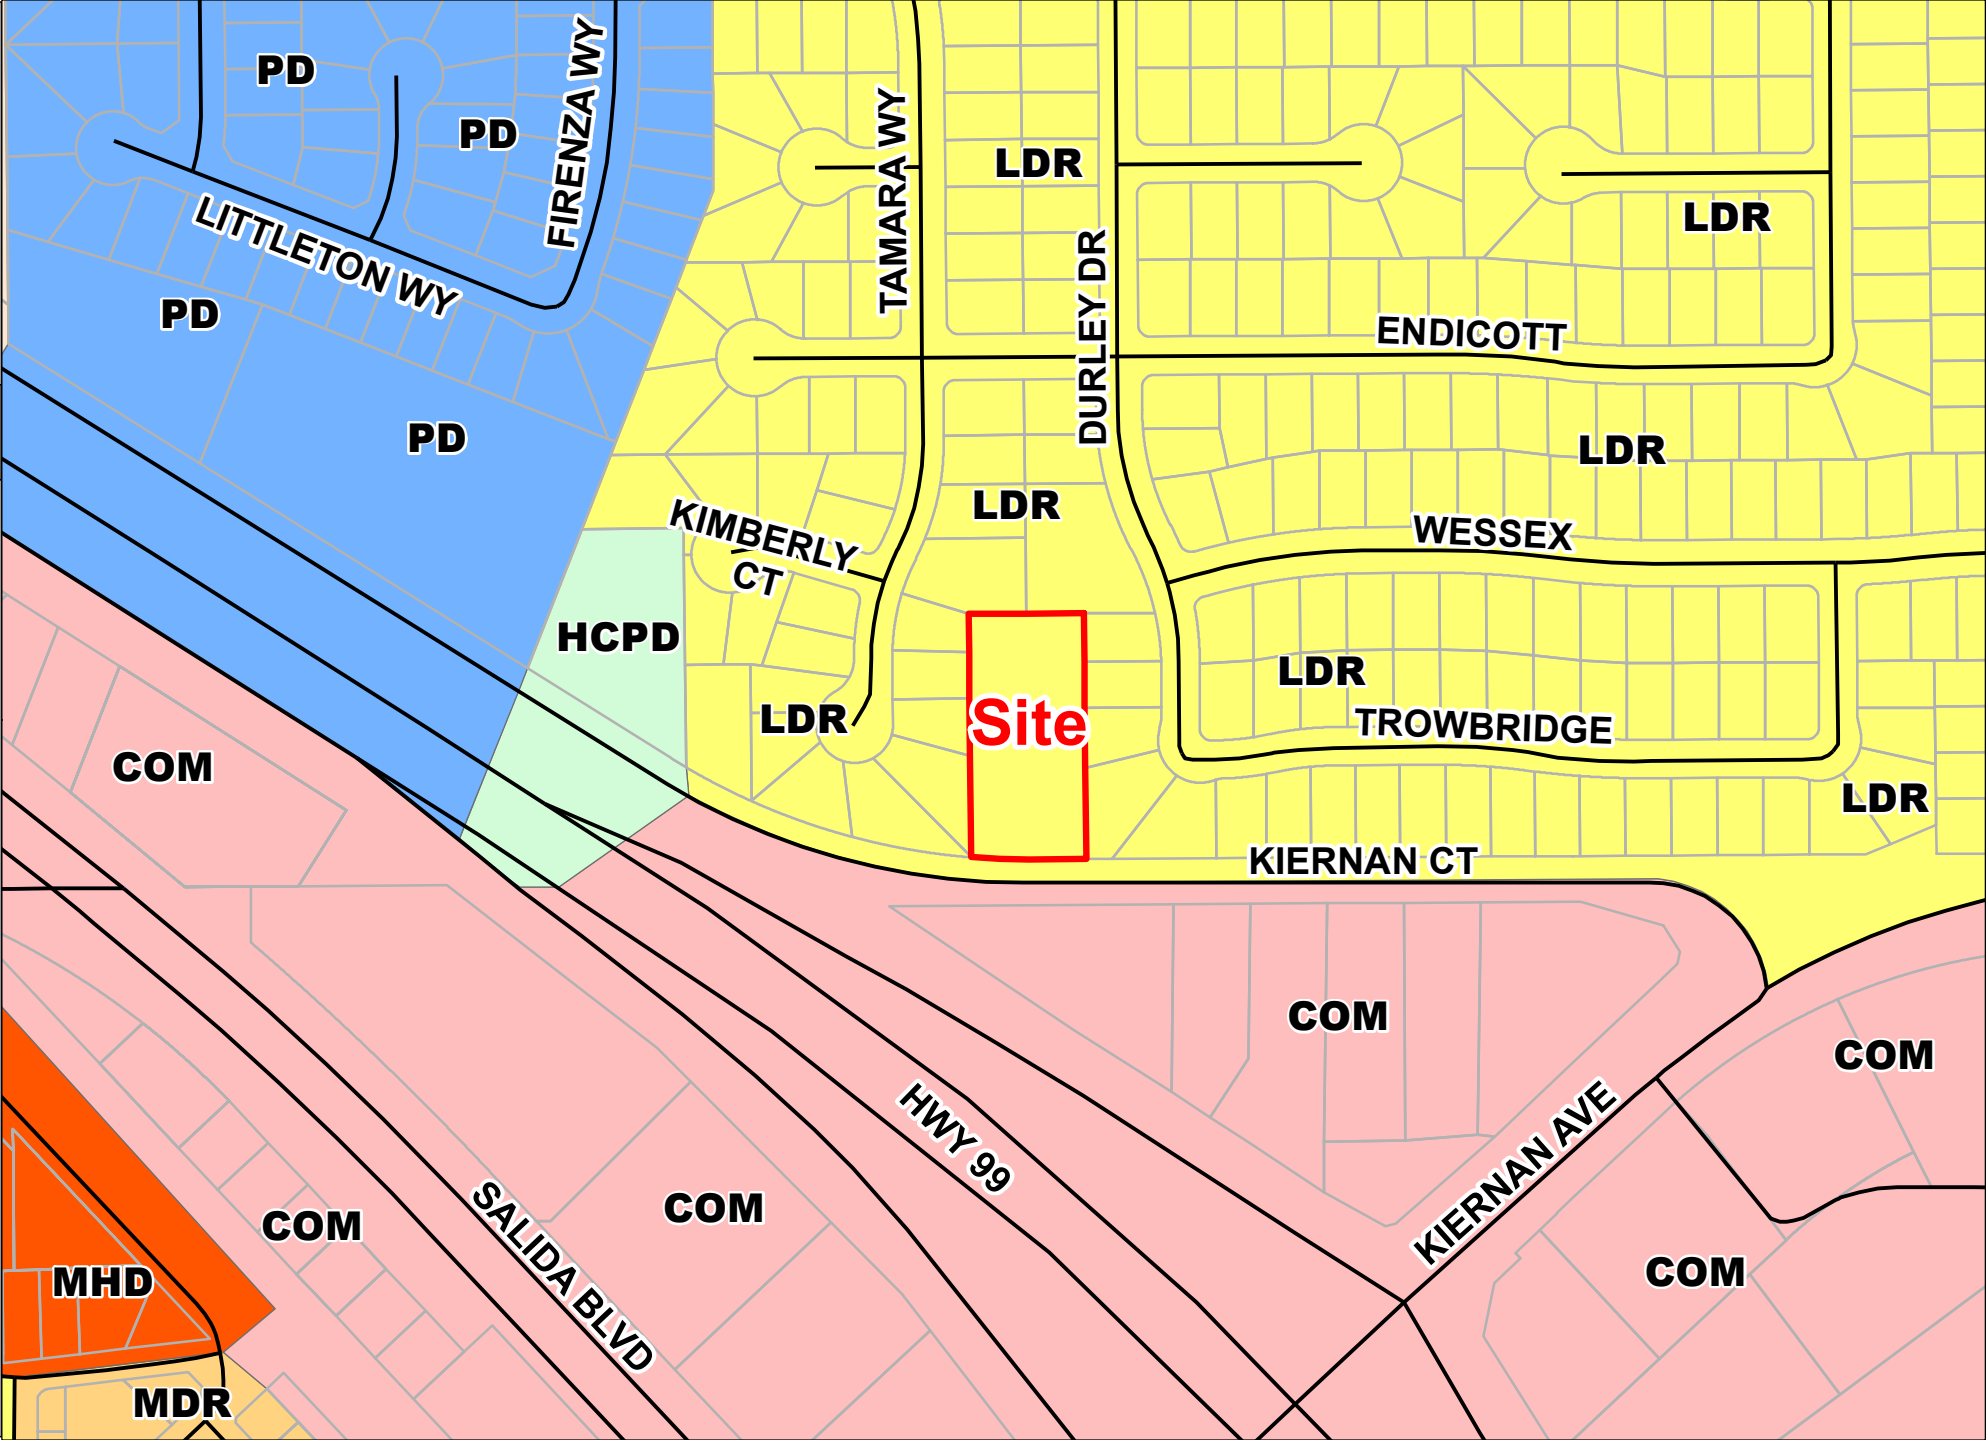 PD
PD
FIRENZA WY
LITTLETON WY
PD
PD
TAMARA WY
LDR
DURLEY DR
LDR
ENDICOTT
LDR
LDR
WESSEX
KIMBERLY
CT
HCPD
LDR
Site
LDR
TROWBRIDGE
LDR
KIERNAN CT
COM
COM
COM
HWY 99
KIERNAN AVE
COM
COM
SALIDA BLVD
COM
MHD
MDR